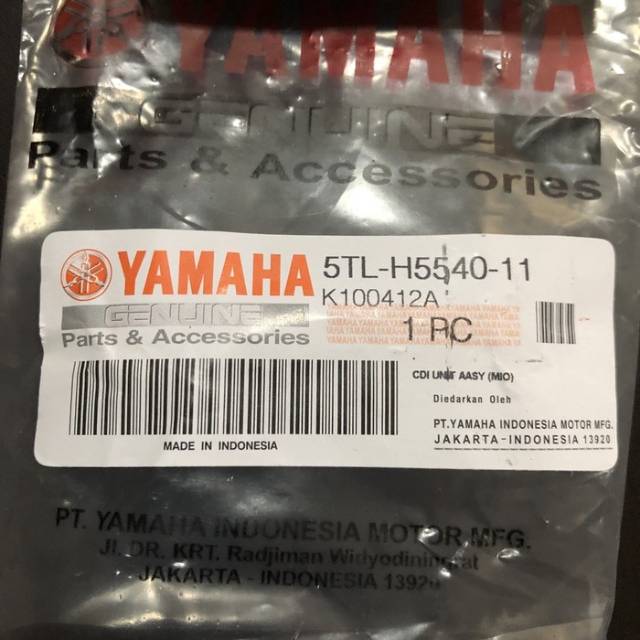 YAMAHA
GENUINE
Parts & Accessories
YAMAHA
GENUINE
Parts & Accessories
MADE IN INDONESIA
5TL-H5540-11
K100412A
1 PC
CDI UNIT AASY (MIO)
Diedarkan Oleh
PT.YAMAHA INDONESIA MOTOR MFG.
JAKARTA-INDONESIA 13920
PT. YAMAHA INDONESIA MOTOR MFG.
Jl. DR. KRT. Radjiman Widyodiningrat
JAKARTA - INDONESIA 13920